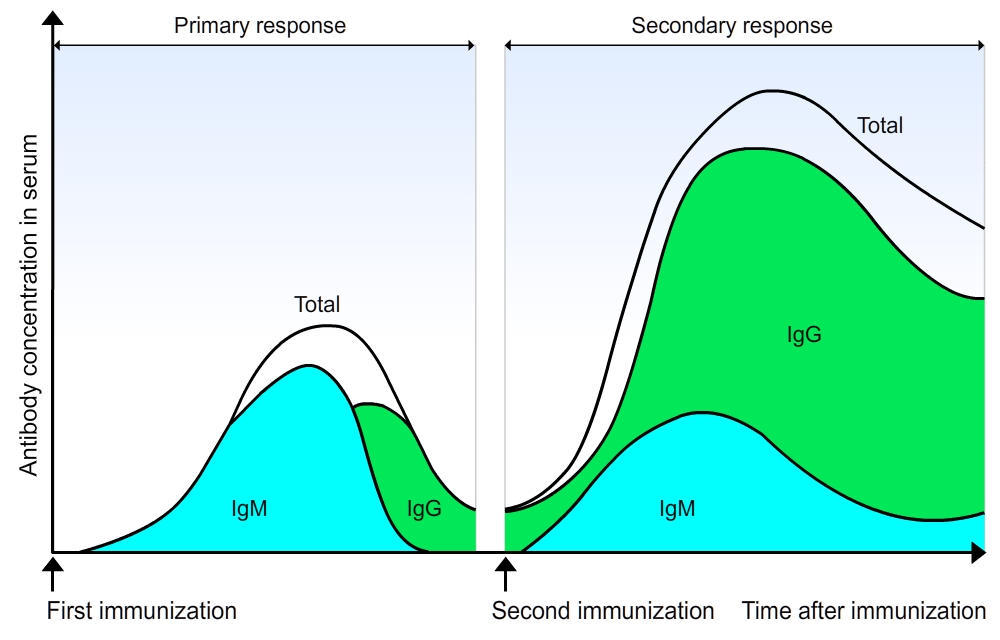 Primary response
Secondary response
Total
Total
Antibody concentration in serum
IgG
IgM
IgG
IgM
First immunization
Second immunization
Time after immunization